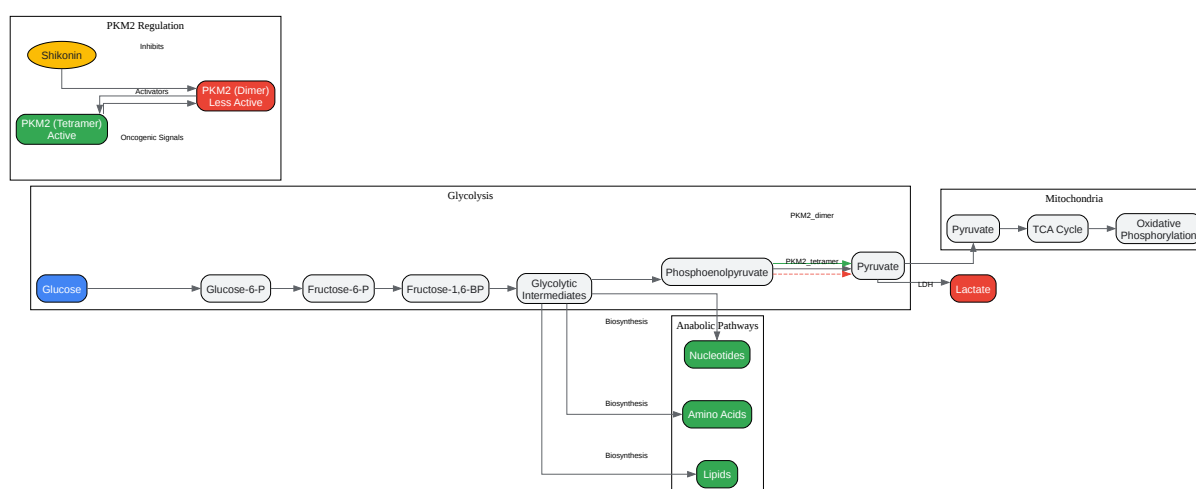 PKM2 Regulation
Inhibits
Shikonin
PKM2 (Dimer)
Less Active
Activators
PKM2 (Tetramer)
Active
Oncogenic Signals
Glycolysis
PKM2_dimer
PKM2_tetramer
Glucose
Glucose-6-P
Fructose-6-P
Fructose-1,6-BP
Glycolytic
Intermediates
Phosphoenolpyruvate
Pyruvate
Mitochondria
Pyruvate
TCA Cycle
Oxidative
Phosphorylation
LDH
Lactate
Biosynthesis
Anabolic Pathways
Nucleotides
Biosynthesis
Amino Acids
Biosynthesis
Lipids